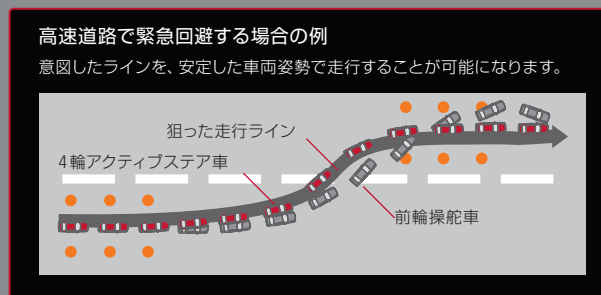 高速道路で緊急回避する場合の例
意図したラインを、安定した車両姿勢で走行することが可能になります。
狙った走行ライン
4輪アクティブステア車
前輪操舵車